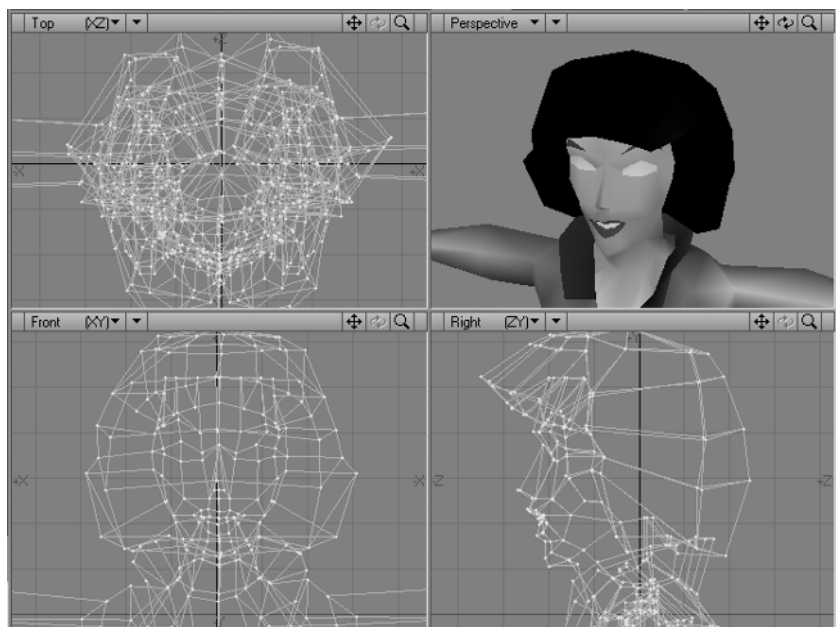 Top (XZ)
Perspective
+Z
-X +X
Front (XY)
Right (ZY)
+X -X
+Y
-Z +Z